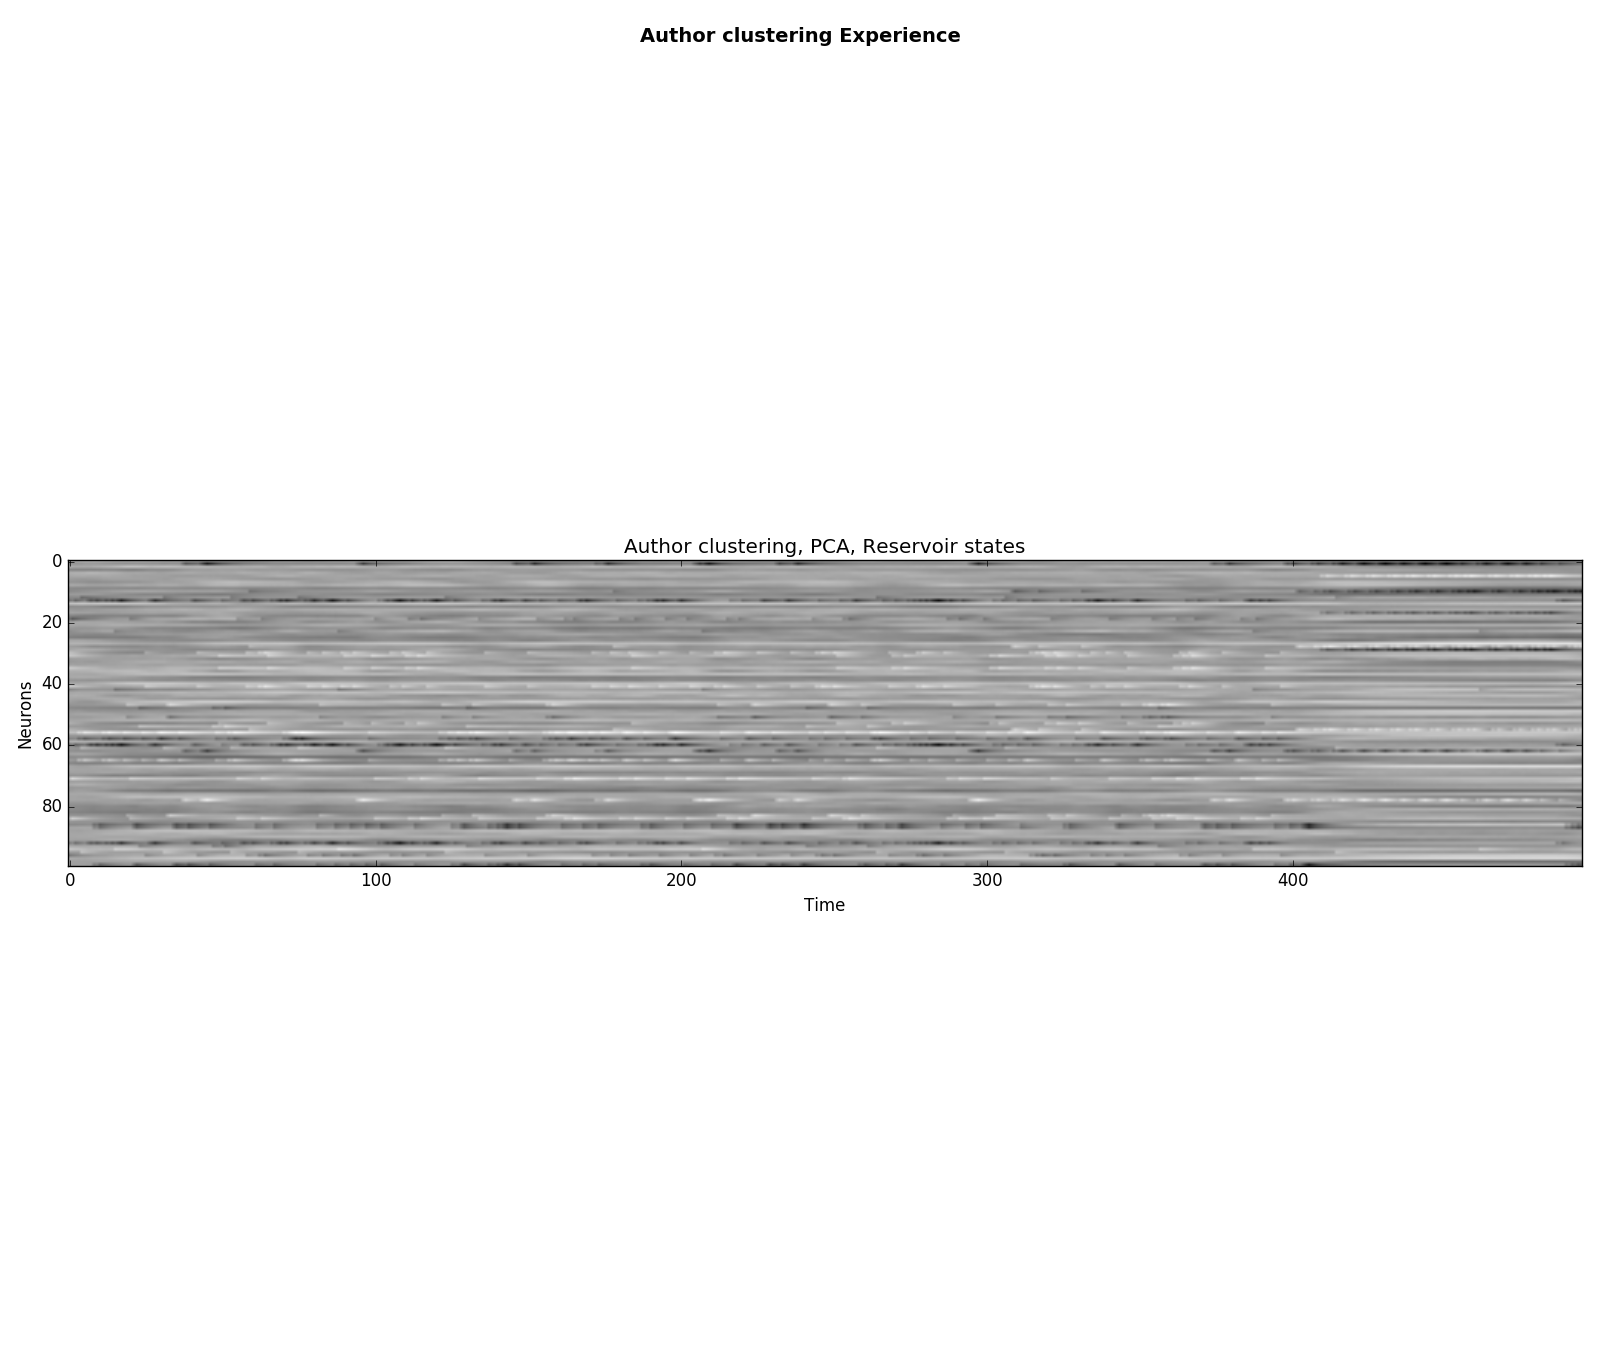 Author clustering Experience
Author clustering, PCA, Reservoir states
0
20
40
60
80
Neurons
0 100 200 300 400
Time